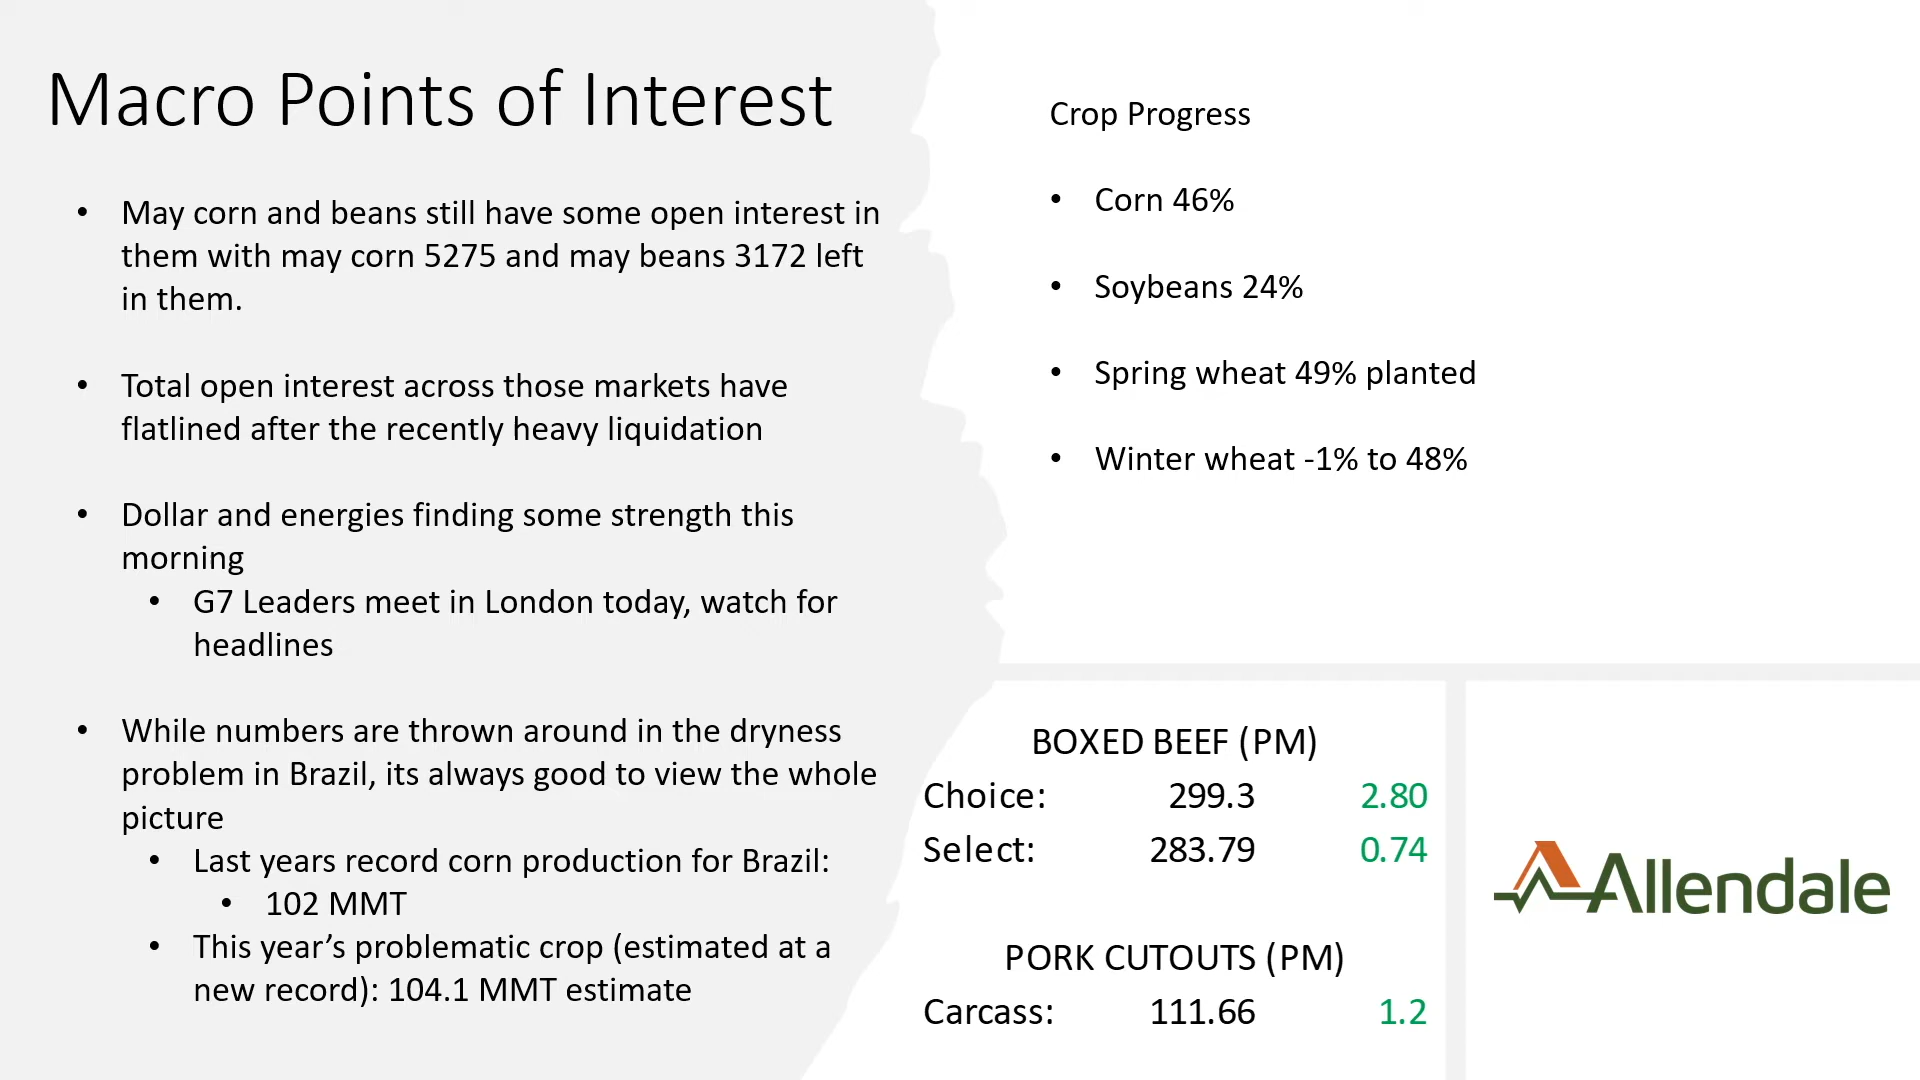 Macro Points of Interest
• May corn and beans still have some open interest in
them with may corn 5275 and may beans 3172 left
in them.
• Total open interest across those markets have
flatlined after the recently heavy liquidation
• Dollar and energies finding some strength this
morning
• G7 Leaders meet in London today, watch for
headlines
• While numbers are thrown around in the dryness
problem in Brazil, its always good to view the whole
picture
• Last years record corn production for Brazil:
• 102 MMT
• This year’s problematic crop (estimated at a
new record): 104.1 MMT estimate
Crop Progress
• Corn 46%
• Soybeans 24%
• Spring wheat 49% planted
• Winter wheat -1% to 48%
BOXED BEEF (PM)
Choice: 299.3 2.80
Select: 283.79 0.74
PORK CUTOUTS (PM)
Carcass: 111.66 1.2
Allendale